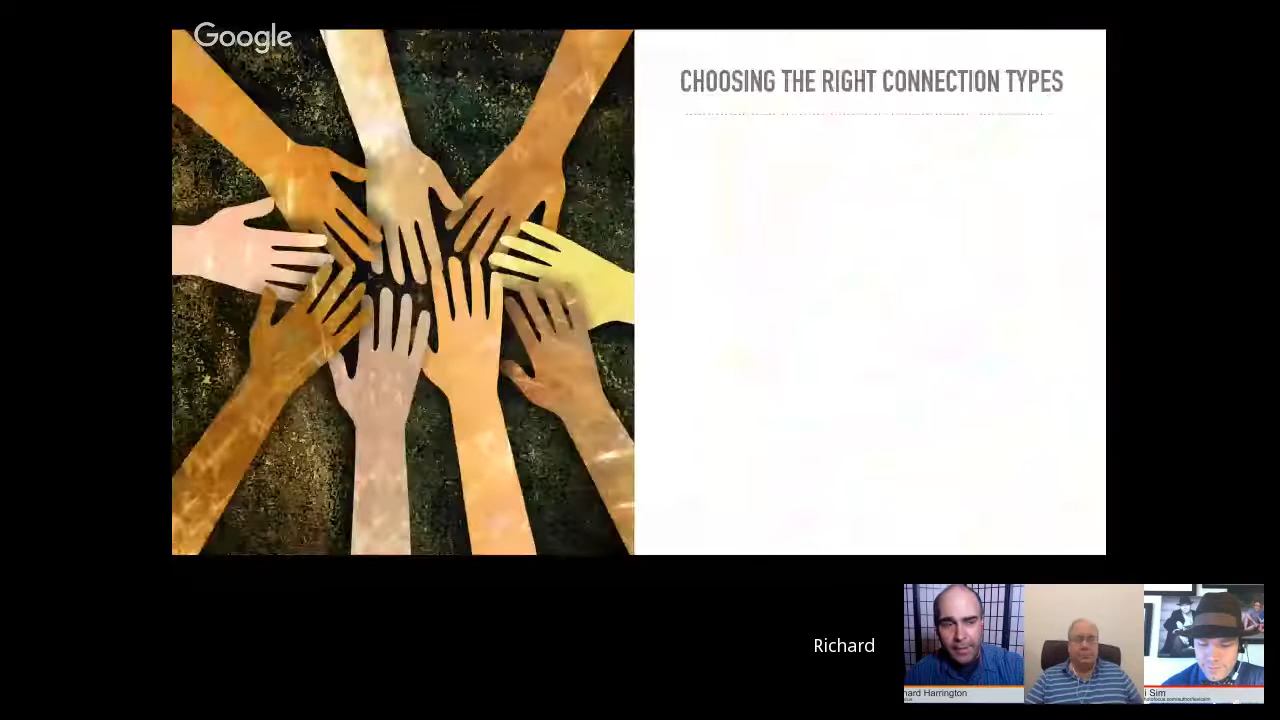 Google
CHOOSING THE RIGHT CONNECTION TYPES
Richard
hard Harrington
i Sim